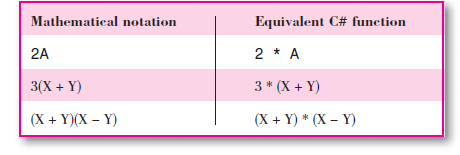 Mathematical notation Equivalent C# function
2A 2 * A
3(X + Y) 3 * (X + Y)
(X + Y)(X – Y) (X + Y) * (X – Y)